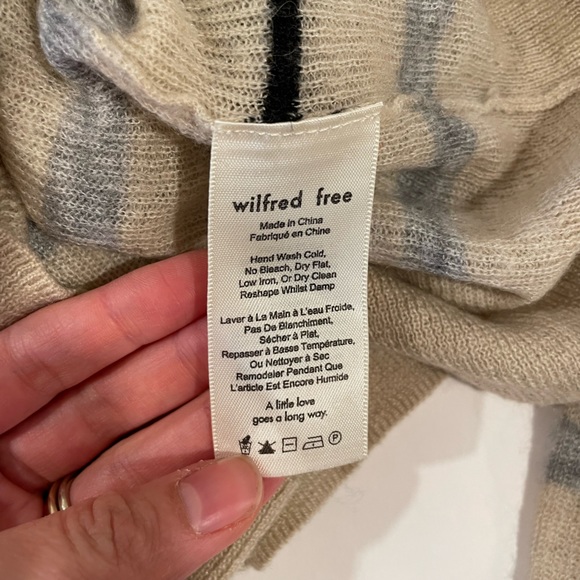 wilfred free
Made in China
Fabriqué en Chine
Hand Wash Cold,
No Bleach, Dry Flat,
Low Iron, Or Dry Clean
Reshape Whilst Damp
Laver à La Main à L'eau Froide,
Pas De Blanchiment,
Sécher à Plat,
Repasser à Basse Température,
Ou Nettoyer à Sec
Remodeler Pendant Que
L'article Est Encore Humide
A little love
goes a long way.
P